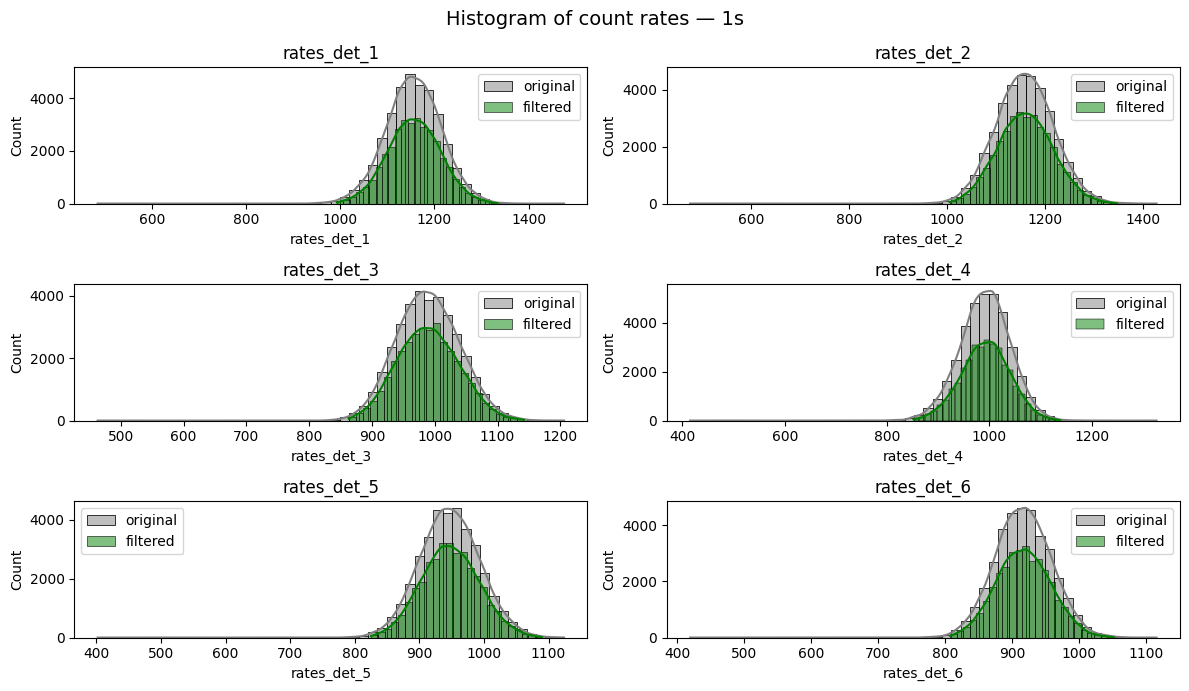 Histogram of count rates — 1s
rates_det_1
Count
4000
2000
0
original
filtered
600 800 1000 1200 1400
rates_det_1
rates_det_2
Count
4000
2000
0
original
filtered
600 800 1000 1200 1400
rates_det_2
rates_det_3
Count
4000
2000
0
original
filtered
500 600 700 800 900 1000 1100 1200
rates_det_3
rates_det_4
Count
4000
2000
0
original
filtered
400 600 800 1000 1200
rates_det_4
rates_det_5
Count
4000
2000
0
original
filtered
400 500 600 700 800 900 1000 1100
rates_det_5
rates_det_6
Count
4000
2000
0
original
filtered
400 500 600 700 800 900 1000 1100
rates_det_6